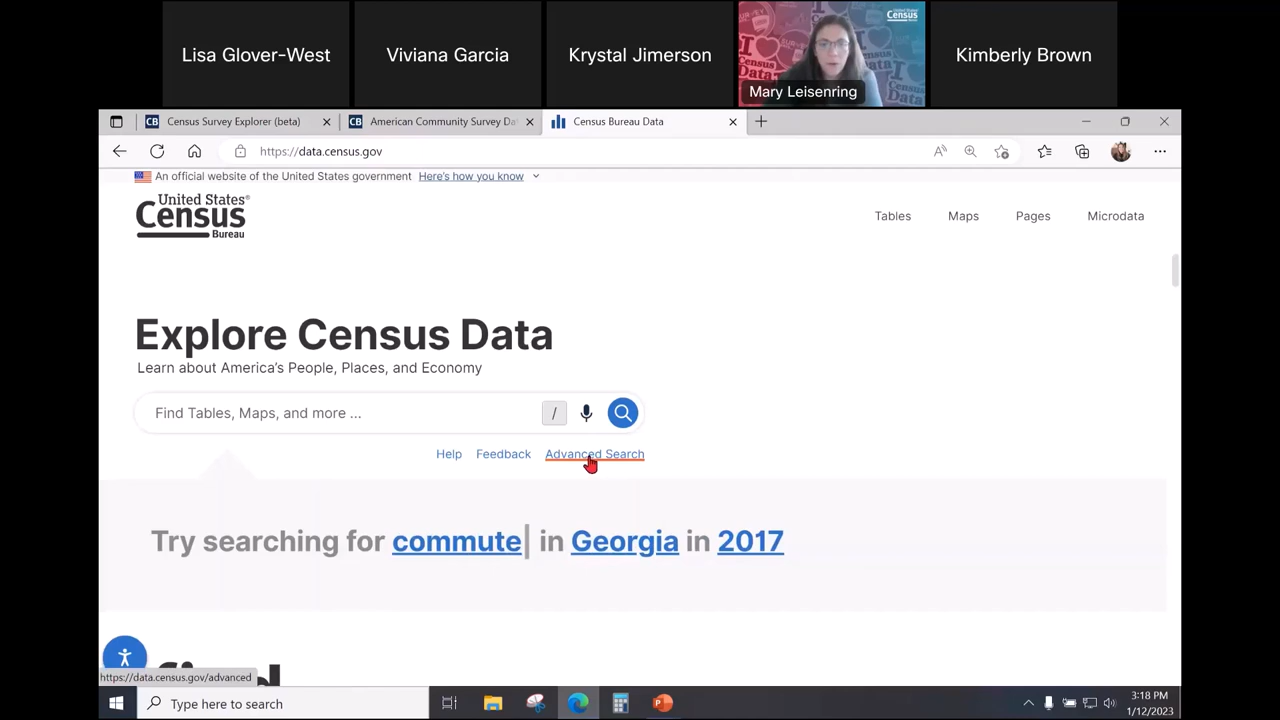 Lisa Glover-West
Viviana Garcia
Krystal Jimerson
Census
Mary Leisenring
Kimberly Brown
CB Census Survey Explorer (beta)
CB American Community Survey Da
Census Bureau Data
https://data.census.gov
An official website of the United States government Here's how you know
United States®
Census
Bureau
Tables Maps Pages Microdata
Explore Census Data
Learn about America's People, Places, and Economy
Find Tables, Maps, and more ... /
Help Feedback Advanced Search
Try searching for commute| in Georgia in 2017
https://data.census.gov/advanced
Type here to search
3:18 PM
1/12/2023